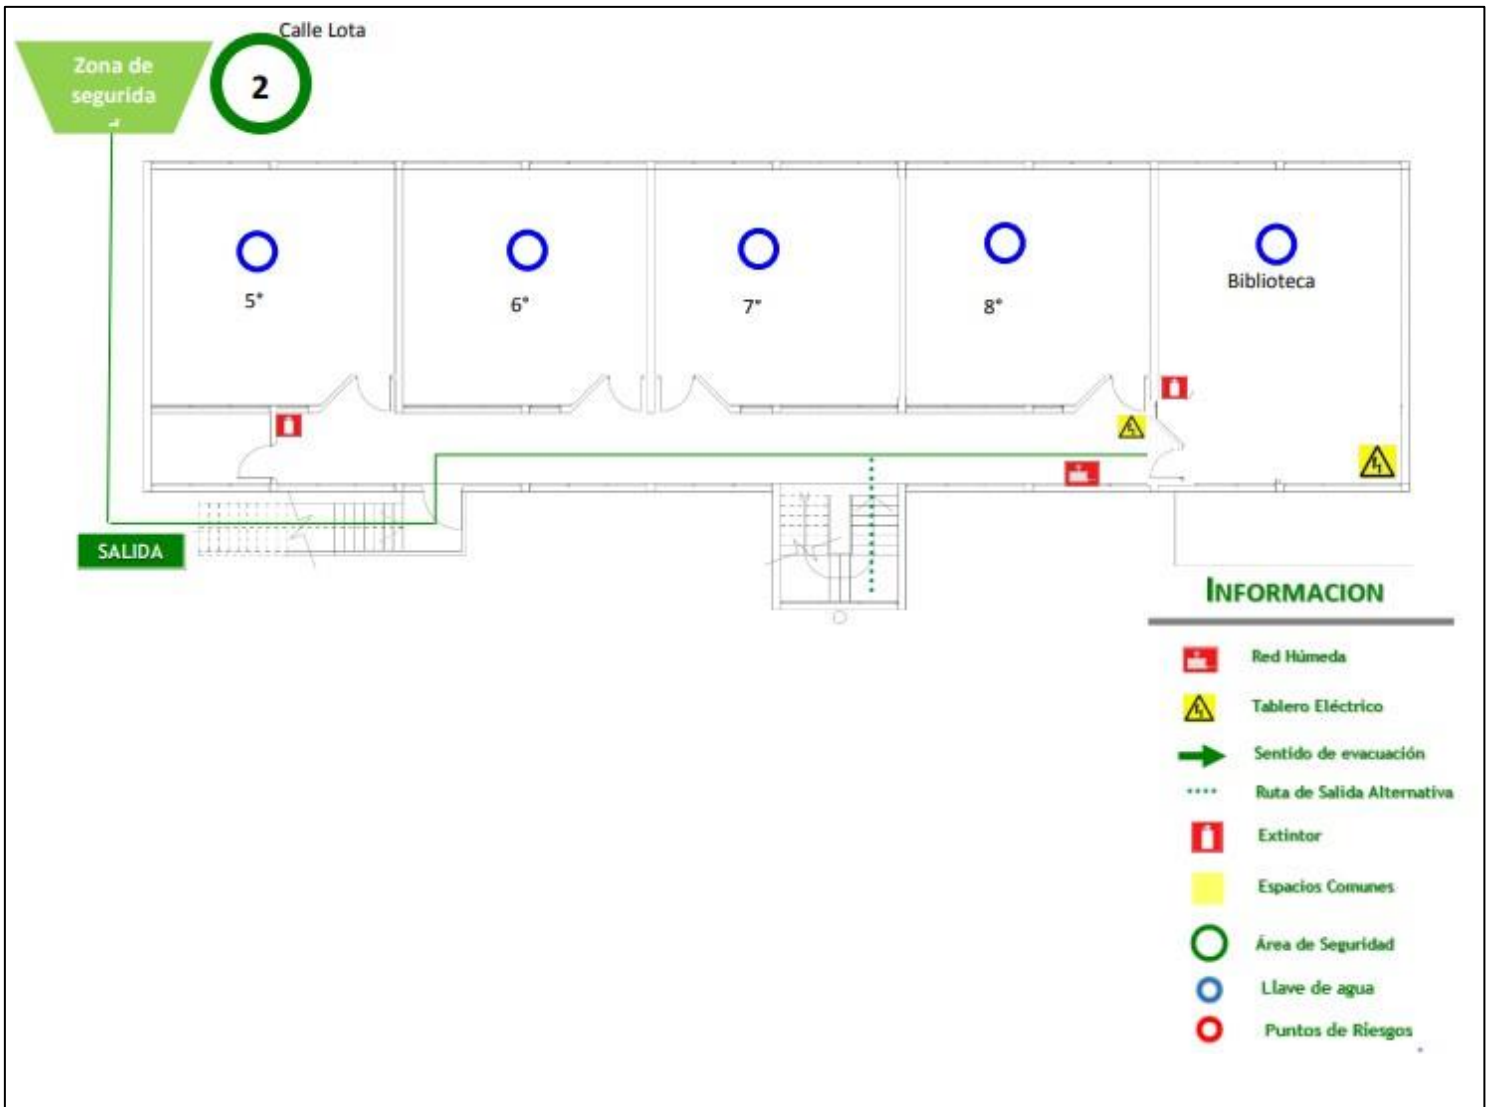 Calle Lota
Zona de
segurida
2
5°
6°
7°
8°
Biblioteca
SALIDA
INFORMACION
Red Húmeda
Tablero Eléctrico
Sentido de evacuación
Ruta de Salida Alternativa
Extintor
Espacios Comunes
Área de Seguridad
Llave de agua
Puntos de Riesgos